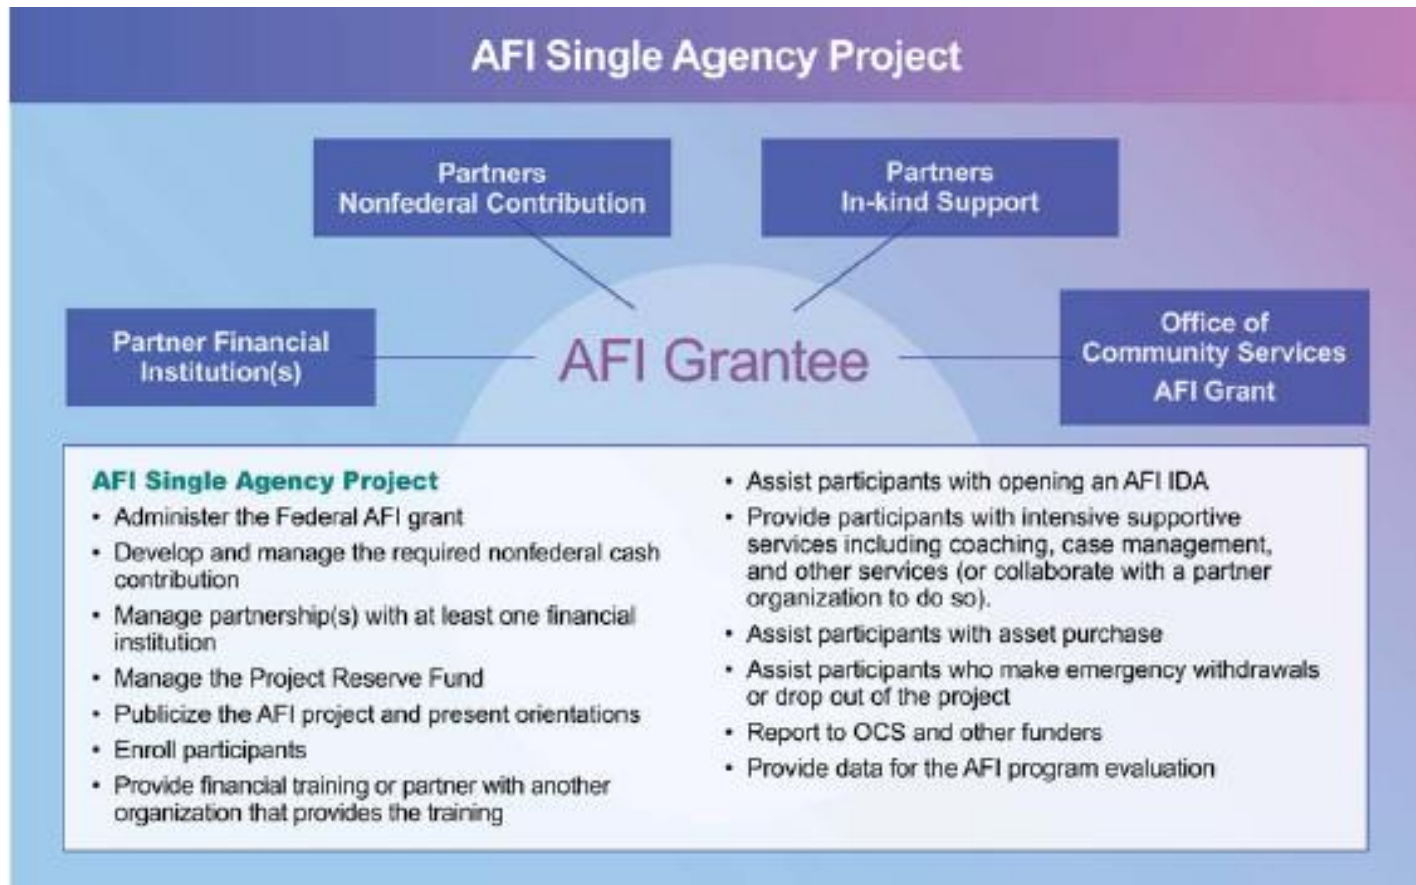 AFI Single Agency Project
Partners
Nonfederal Contribution
Partners
In-kind Support
Partner Financial
Institution(s)
AFI Grantee
Office of
Community Services
AFI Grant
AFI Single Agency Project
• Administer the Federal AFI grant
• Develop and manage the required nonfederal cash
contribution
• Manage partnership(s) with at least one financial
institution
• Manage the Project Reserve Fund
• Publicize the AFI project and present orientations
• Enroll participants
• Provide financial training or partner with another
organization that provides the training
• Assist participants with opening an AFI IDA
• Provide participants with intensive supportive
services including coaching, case management,
and other services (or collaborate with a partner
organization to do so).
• Assist participants with asset purchase
• Assist participants who make emergency withdrawals
or drop out of the project
• Report to OCS and other funders
• Provide data for the AFI program evaluation